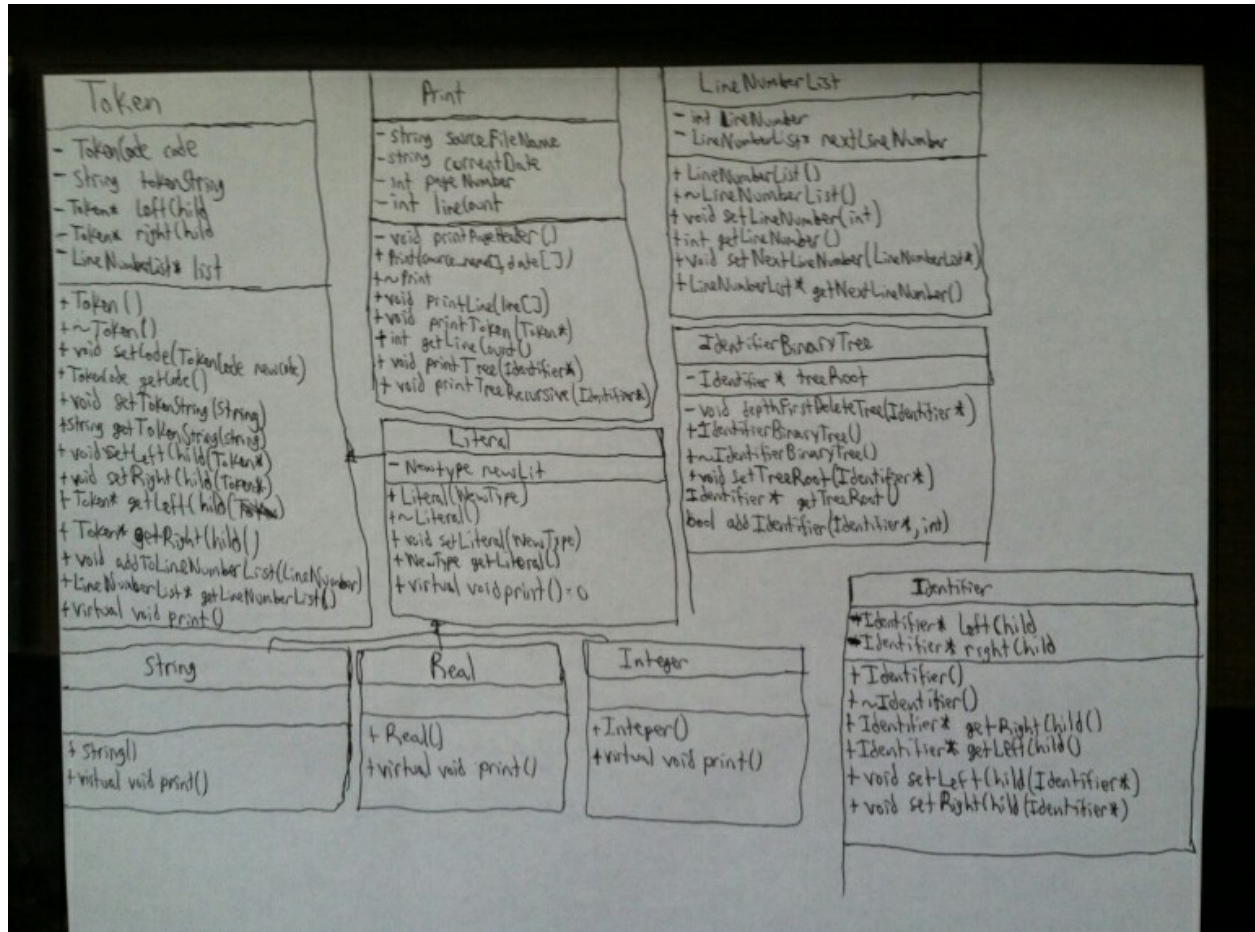 Token
- TokenCode code
- String tokenString
- Token* leftChild
- Token* rightChild
- LineNumberList* list
+ Token()
+ ~Token()
+ void setCode(TokenCode newCode)
+ TokenCode getCode()
+ void setTokenString(String)
+ string getTokenString(string)
+ void setLeftChild(Token*)
+ void setRightChild(Token*)
+ Token* getLeftChild()
+ Token* getRightChild()
+ void addToLineNumberList(LineNumber)
+ LineNumberList* getLineNumberList()
+ virtual void print()
Print
- string sourceFileName
- string currentDate
- int pageNumber
- int lineCount
- void printPageHeader()
+ Print(source_name[], date[])
+ ~Print
+ void printLine(line[])
+ void printToken(Token*)
+ int getLineCount()
+ void printTree(Identifier*)
+ void printTreeRecursive(Identifier*)
LineNumberList
- int LineNumber
- LineNumberList* nextLineNumber
+ LineNumberList()
+ ~LineNumberList()
+ void setLineNumber(int)
+ int getLineNumber()
+ void setNextLineNumber(LineNumberList*)
+ LineNumberList* getNextLineNumber()
Literal
- Newtype newLit
+ Literal(NewType)
+ ~Literal()
+ void setLiteral(NewType)
+ NewType getLiteral()
+ virtual void print() = 0
IdentifierBinaryTree
- Identifier * treeRoot
- void depthFirstDeleteTree(Identifier*)
+ IdentifierBinaryTree()
+ ~IdentifierBinaryTree()
+ void setTreeRoot(Identifier*)
Identifier * getTreeRoot()
bool addIdentifier(Identifier*, int)
Identifier
Identifier* leftChild
Identifier* rightChild
+ Identifier()
+ ~Identifier()
+ Identifier* getRightChild()
+ Identifier* getLeftChild()
+ void setLeftChild(Identifier*)
+ void setRightChild(Identifier*)
String
+ String()
+ virtual void print()
Real
+ Real()
+ virtual void print()
Integer
+ Integer()
+ virtual void print()